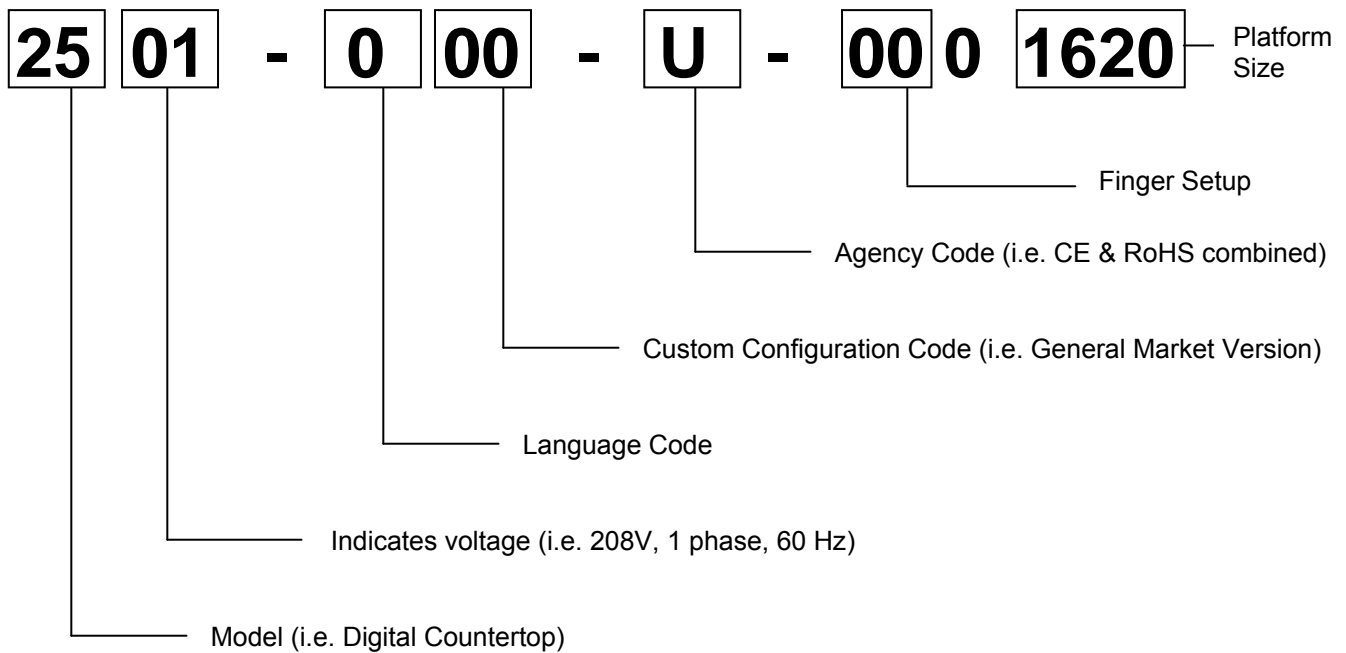 25 01 - 0 00 - U - 00 0 1620
Platform
Size
Finger Setup
Agency Code (i.e. CE & RoHS combined)
Custom Configuration Code (i.e. General Market Version)
Language Code
Indicates voltage (i.e. 208V, 1 phase, 60 Hz)
Model (i.e. Digital Countertop)